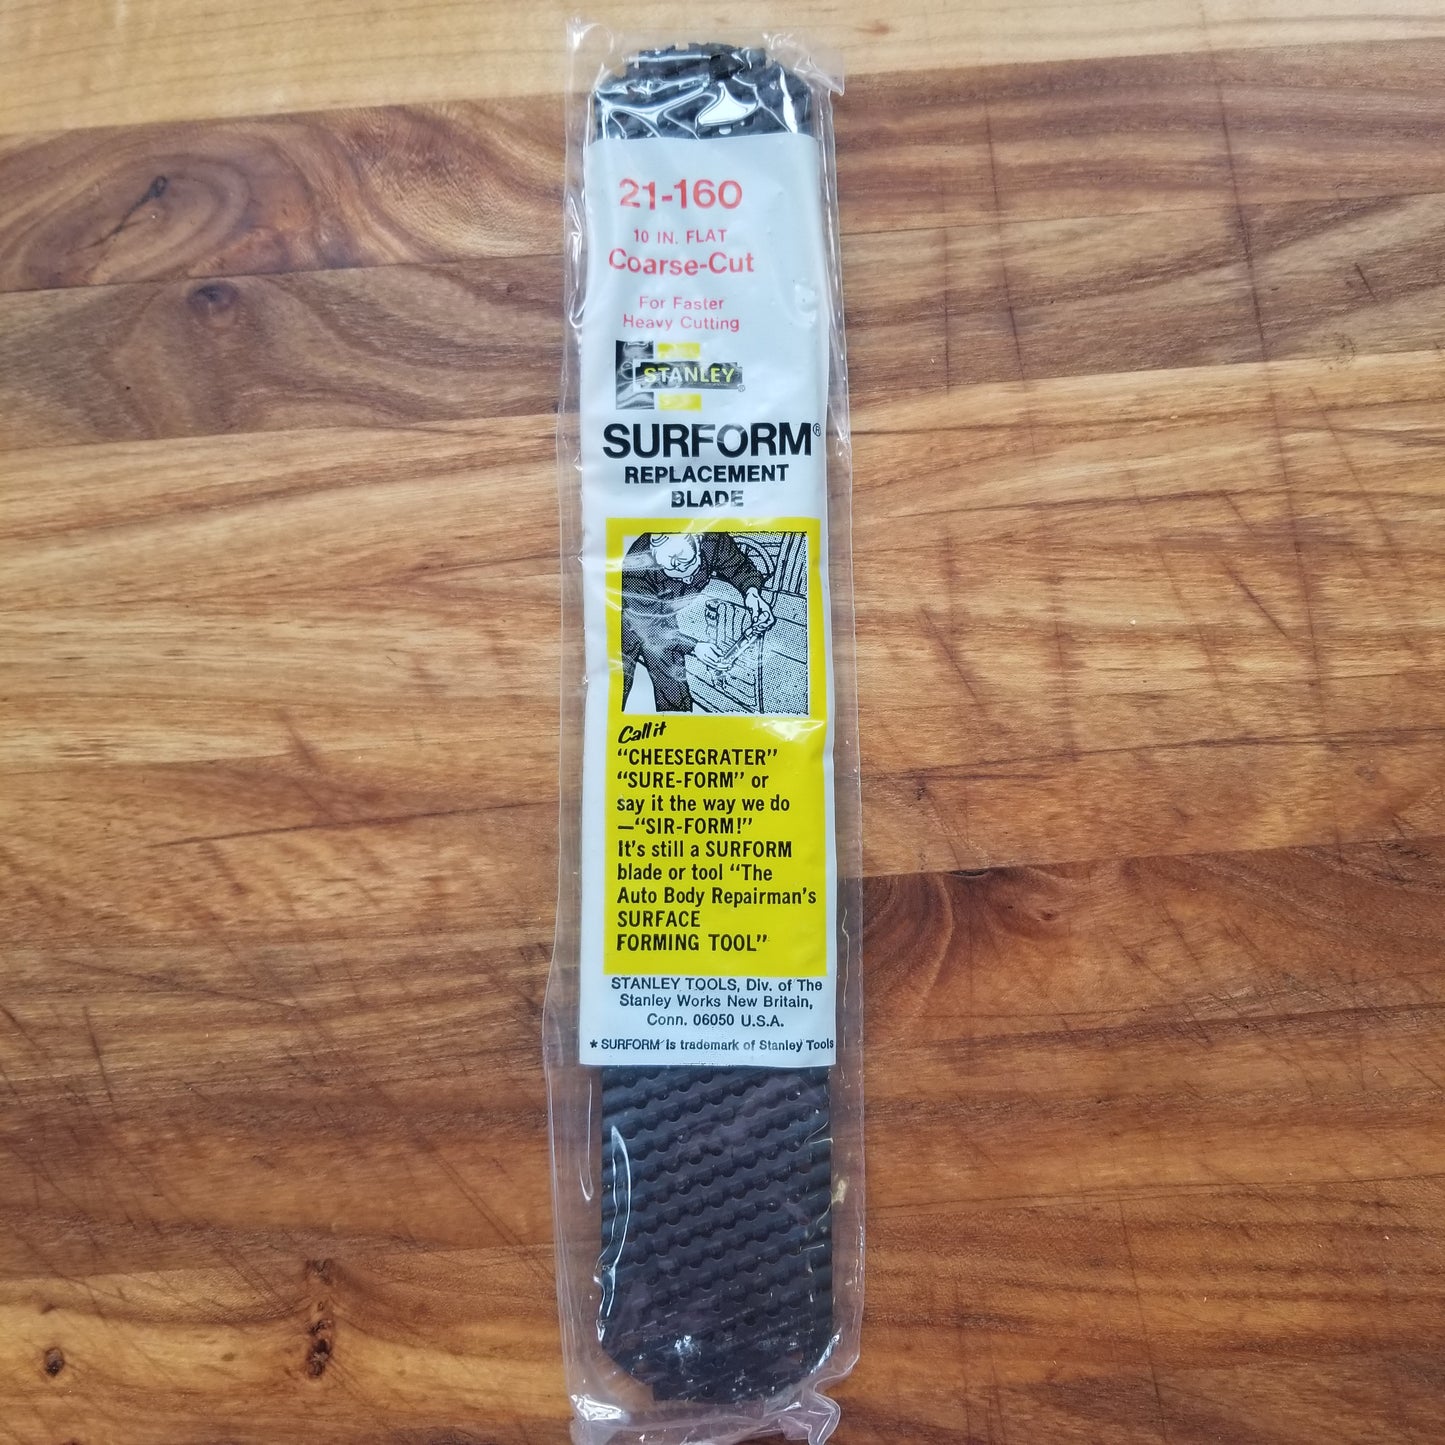 21-160
10 IN. FLAT
Coarse-Cut
For Faster
Heavy Cutting
STANLEY®
SURFORM®
REPLACEMENT
BLADE
Call it
“CHEESEGRATER”
“SURE-FORM” or
say it the way we do
—“SIR-FORM!”
It's still a SURFORM
blade or tool “The
Auto Body Repairman's
SURFACE
FORMING TOOL”
STANLEY TOOLS, Div. of The
Stanley Works New Britain,
Conn. 06050 U.S.A.
* SURFORM is trademark of Stanley Tools